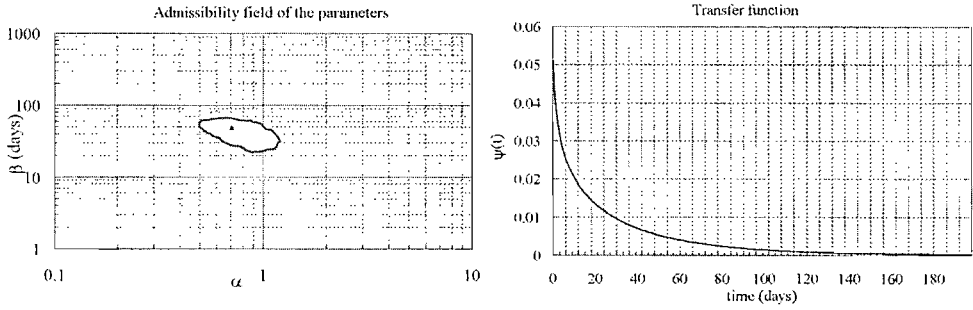 Admissibility field of the parameters
1000
100
10
1
β (days)
0.1
1
10
α
Transfer function
0.06
0.05
0.04
0.03
0.02
0.01
0
ψ(t)
0 20 40 60 80 100 120 140 160 180
time (days)